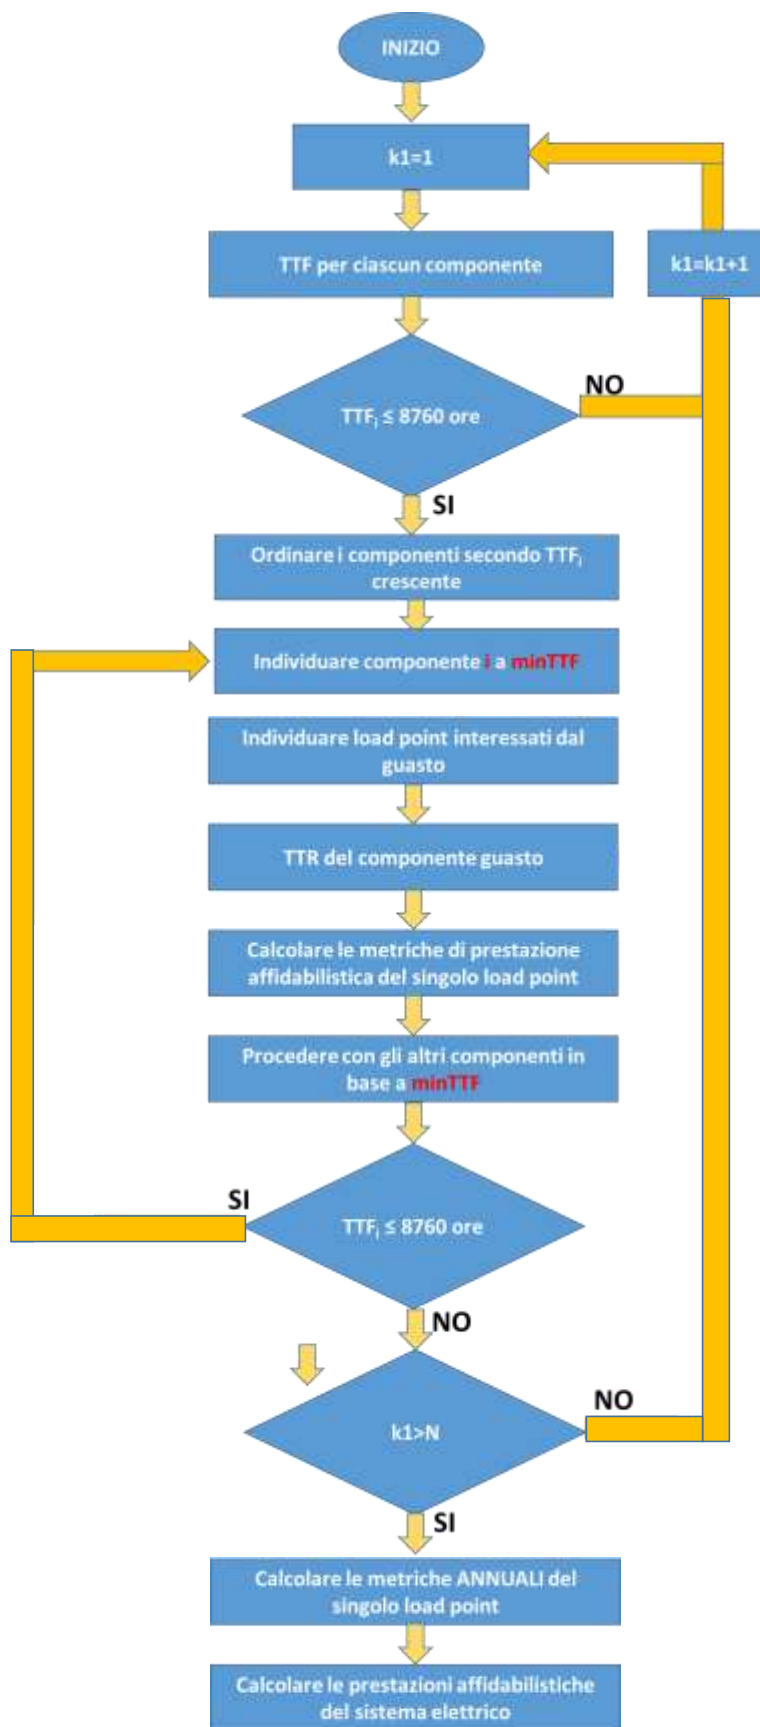 INIZIO
k1=1
TTF per ciascun componente
k1=k1+1
NO
TTFi ≤ 8760 ore
SI
Ordinare i componenti secondo TTFi
crescente
Individuare componente i a minTTF
Individuare load point interessati dal
guasto
TTR del componente guasto
Calcolare le metriche di prestazione
affidabilistica del singolo load point
Procedere con gli altri componenti in
base a minTTF
SI
TTFi ≤ 8760 ore
NO
NO
k1>N
SI
Calcolare le metriche ANNUALI del
singolo load point
Calcolare le prestazioni affidabilistiche
del sistema elettrico